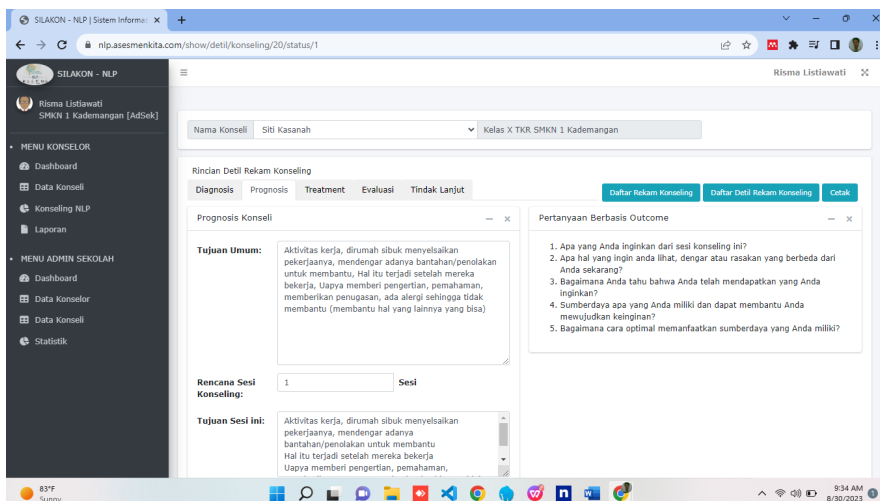 SILAKON - NLP | Sistem Informas
nlp.asesmenkita.com/show/detil/konseling/20/status/1
SILAKON - NLP
Risma Listiawati
Risma Listiawati
SMKN 1 Kademangan [AdSek]
MENU KONSELOR
Dashboard
Data Konseli
Konseling NLP
Laporan
MENU ADMIN SEKOLAH
Dashboard
Data Konselor
Data Konseli
Statistik
Nama Konseli Siti Kasanah Kelas X TKR SMKN 1 Kademangan
Rincian Detil Rekam Konseling
Diagnosis Prognosis Treatment Evaluasi Tindak Lanjut
Daftar Rekam Konseling Daftar Detil Rekam Konseling Cetak
Prognosis Konseli
Tujuan Umum:
Aktivitas kerja, dirumah sibuk menyelsaikan
pekerjaanya, mendengar adanya bantahan/penolakan
untuk membantu, Hal itu terjadi setelah mereka
bekerja, Uapya memberi pengertian, pemahaman,
memberikan penugasan, ada alergi sehingga tidak
membantu (membantu hal yang lainnya yang bisa)
Rencana Sesi
Konseling:
1 Sesi
Tujuan Sesi ini:
Aktivitas kerja, dirumah sibuk menyelsaikan
pekerjaanya, mendengar adanya
bantahan/penolakan untuk membantu
Hal itu terjadi setelah mereka bekerja
Uapya memberi pengertian, pemahaman,
Pertanyaan Berbasis Outcome
1. Apa yang Anda inginkan dari sesi konseling ini?
2. Apa hal yang ingin anda lihat, dengar atau rasakan yang berbeda dari
Anda sekarang?
3. Bagaimana Anda tahu bahwa Anda telah mendapatkan yang Anda
inginkan?
4. Sumberdaya apa yang Anda miliki dan dapat membantu Anda
mewujudkan keinginan?
5. Bagaimana cara optimal memanfaatkan sumberdaya yang Anda miliki?
83°F
Sunny
9:34 AM
8/30/2023